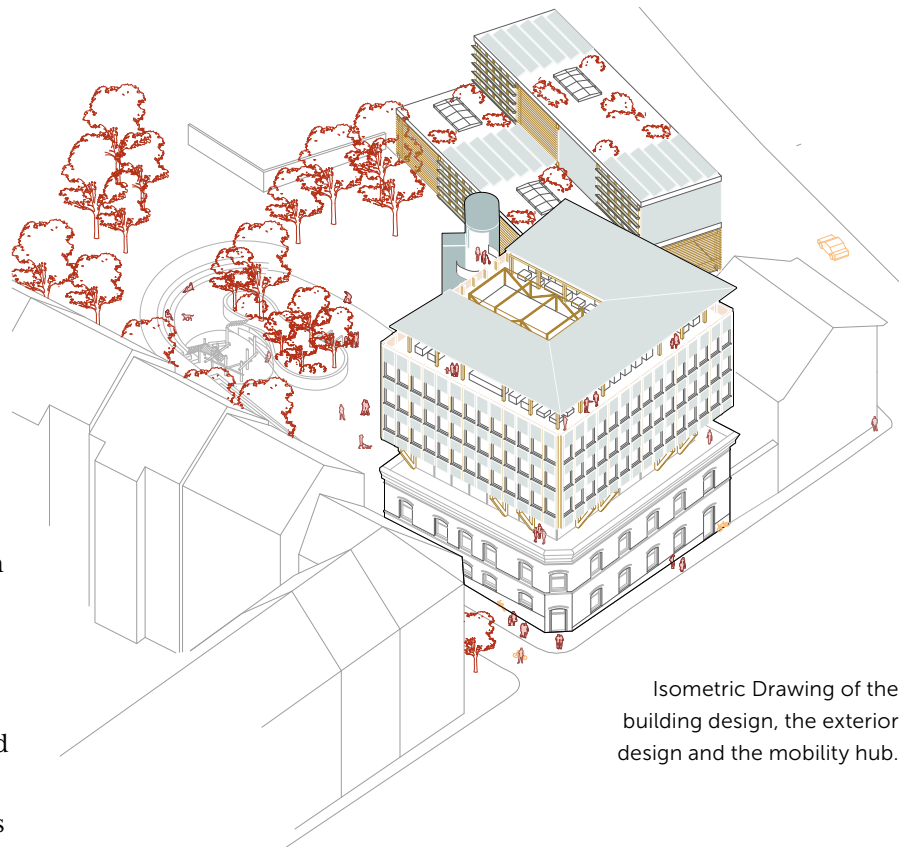 Isometric Drawing of the
building design, the exterior
design and the mobility hub.